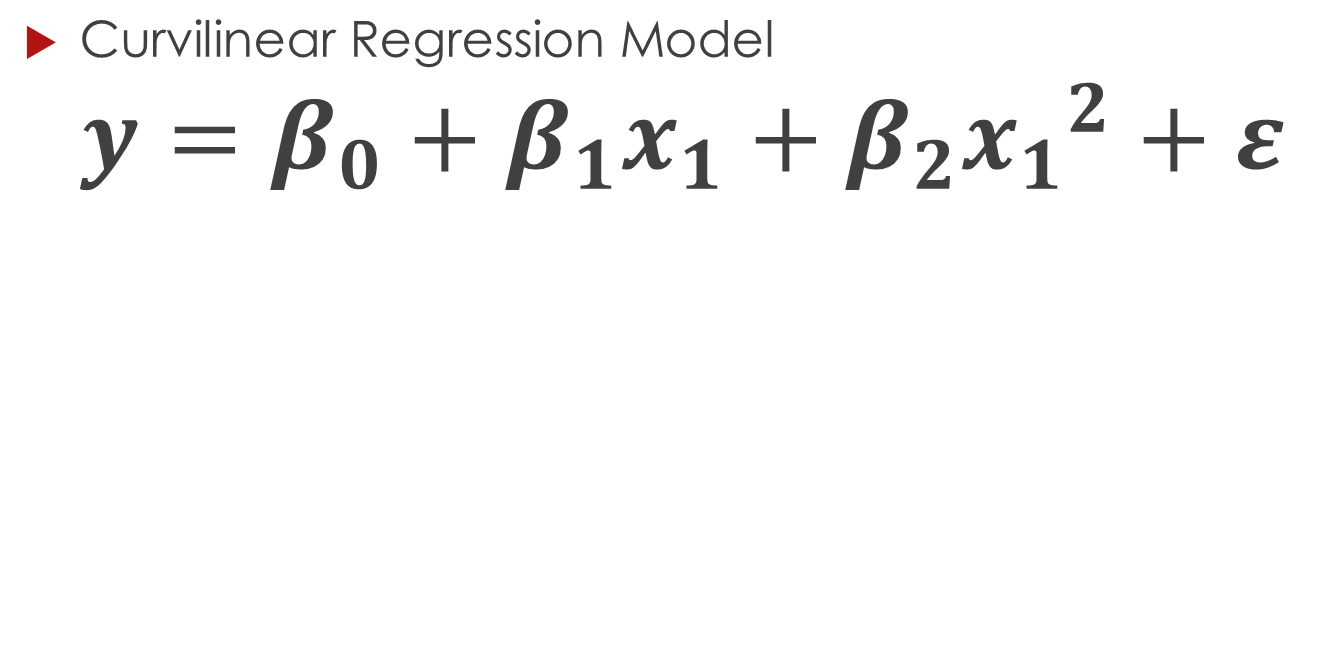 Curvilinear Regression Model
y = β₀ + β₁x₁ + β₂x₁² + ε